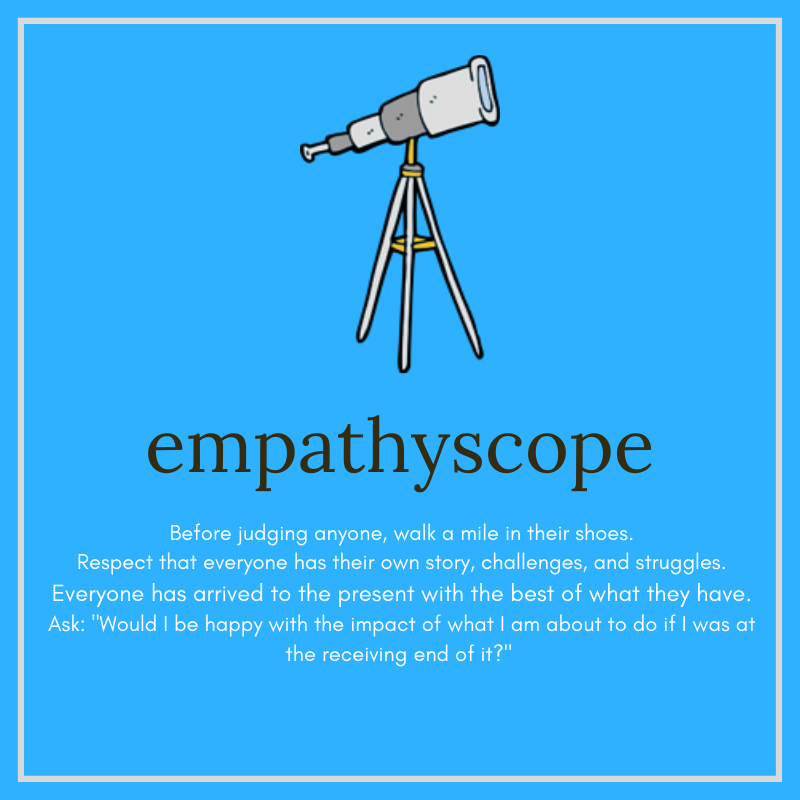 empathyscope
Before judging anyone, walk a mile in their shoes.
Respect that everyone has their own story, challenges, and struggles.
Everyone has arrived to the present with the best of what they have.
Ask: "Would I be happy with the impact of what I am about to do if I was at
the receiving end of it?"